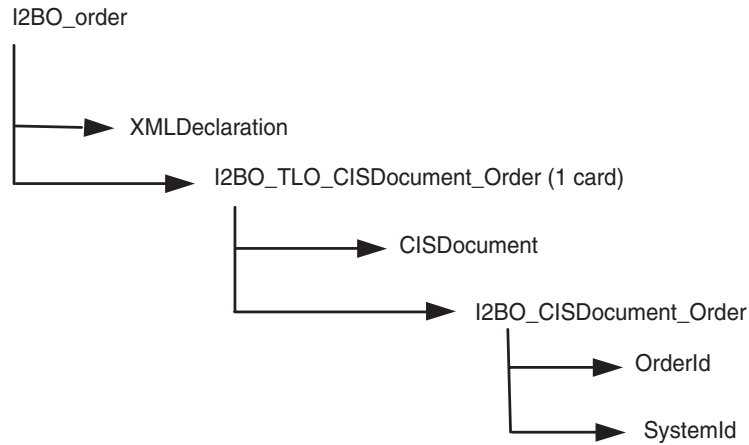 I2BO_order
XMLDeclaration
I2BO_TLO_CISDocument_Order (1 card)
CISDocument
I2BO_CISDocument_Order
OrderId
SystemId